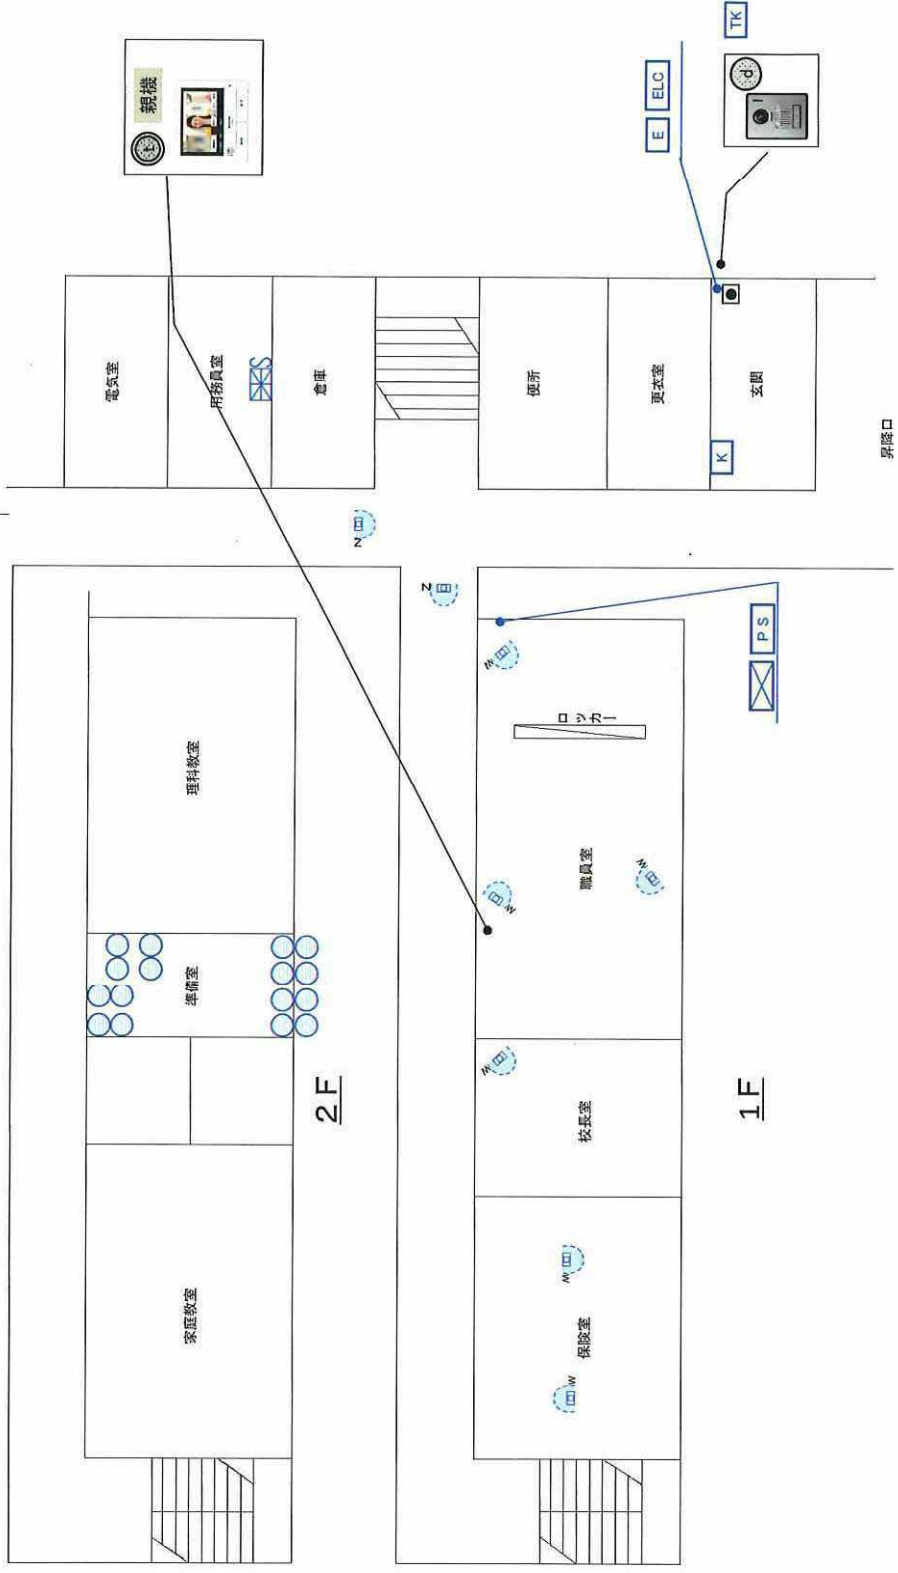 親機
t
電気室
用務員室
S
倉庫
便所
更衣室
玄関
K
昇降口
E
ELC
TK
d
N
N
理科教室
準備室
家庭教室
2F
W
ロッカー
職員室
W
W
W
校長室
保険室
W
W
PS
1F